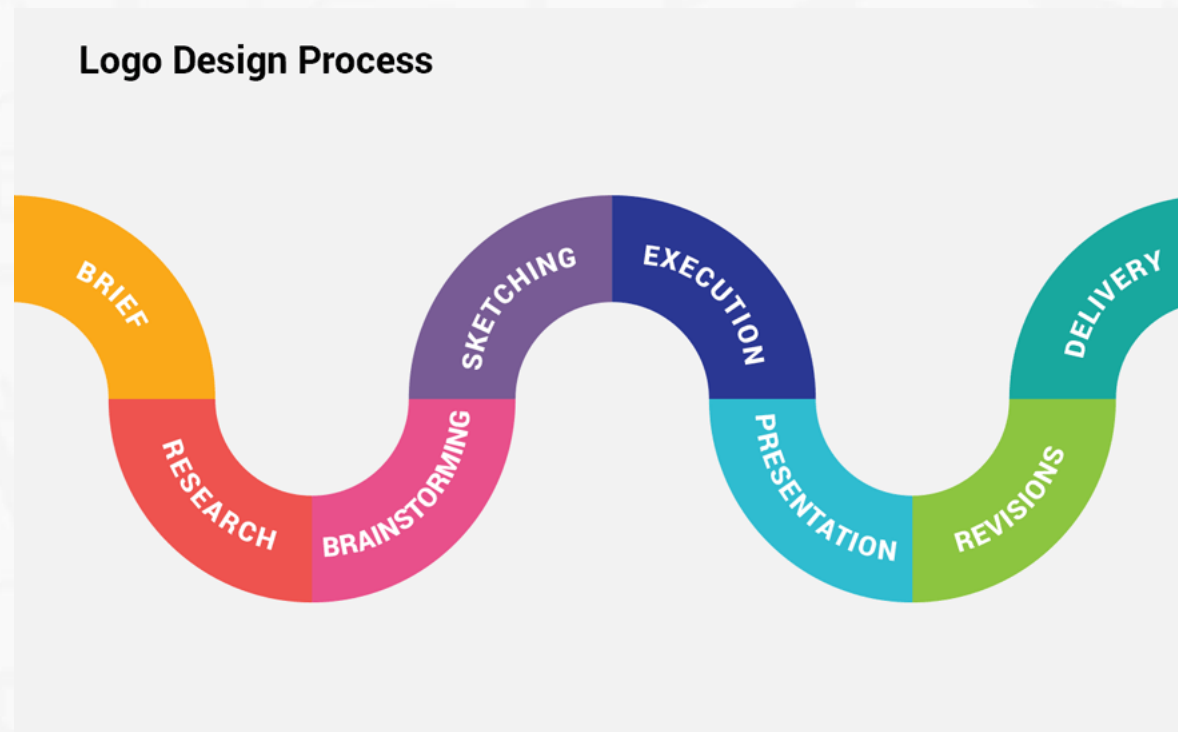 Logo Design Process
BRIEF
RESEARCH
BRAINSTORMING
SKETCHING
EXECUTION
PRESENTATION
REVISIONS
DELIVERY